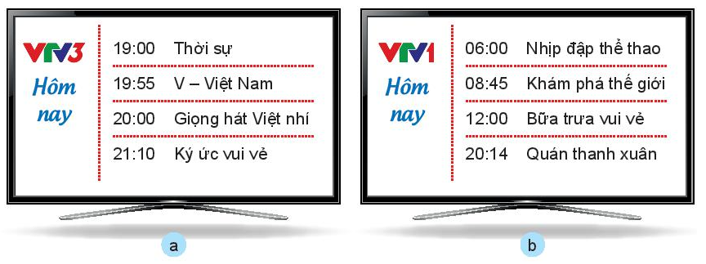 VTV3
Hôm nay
19:00 Thời sự
19:55 V – Việt Nam
20:00 Giọng hát Việt nhí
21:10 Ký ức vui vẻ
a
VTV1
Hôm nay
06:00 Nhịp đập thể thao
08:45 Khám phá thế giới
12:00 Bữa trưa vui vẻ
20:14 Quán thanh xuân
b